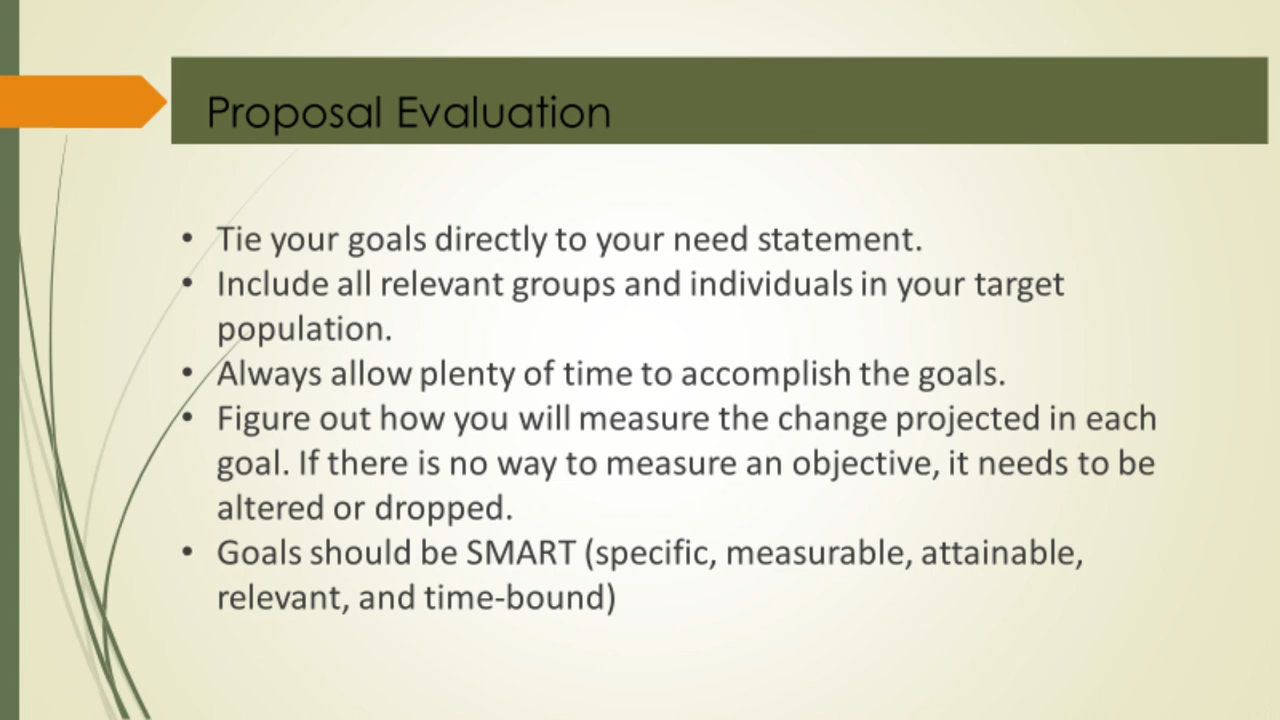 Proposal Evaluation
• Tie your goals directly to your need statement.
• Include all relevant groups and individuals in your target
population.
• Always allow plenty of time to accomplish the goals.
• Figure out how you will measure the change projected in each
goal. If there is no way to measure an objective, it needs to be
altered or dropped.
• Goals should be SMART (specific, measurable, attainable,
relevant, and time-bound)